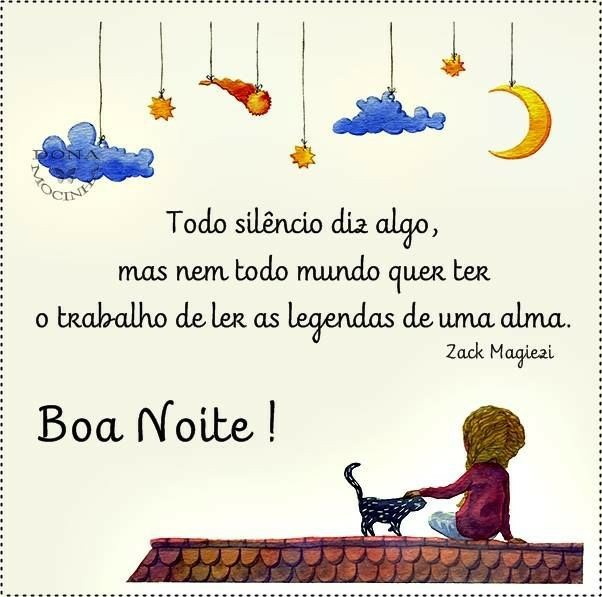 DONA
MOCINHA
Todo silêncio diz algo,
mas nem todo mundo quer ter
o trabalho de ler as legendas de uma alma.
Zack Magiezi
Boa Noite !